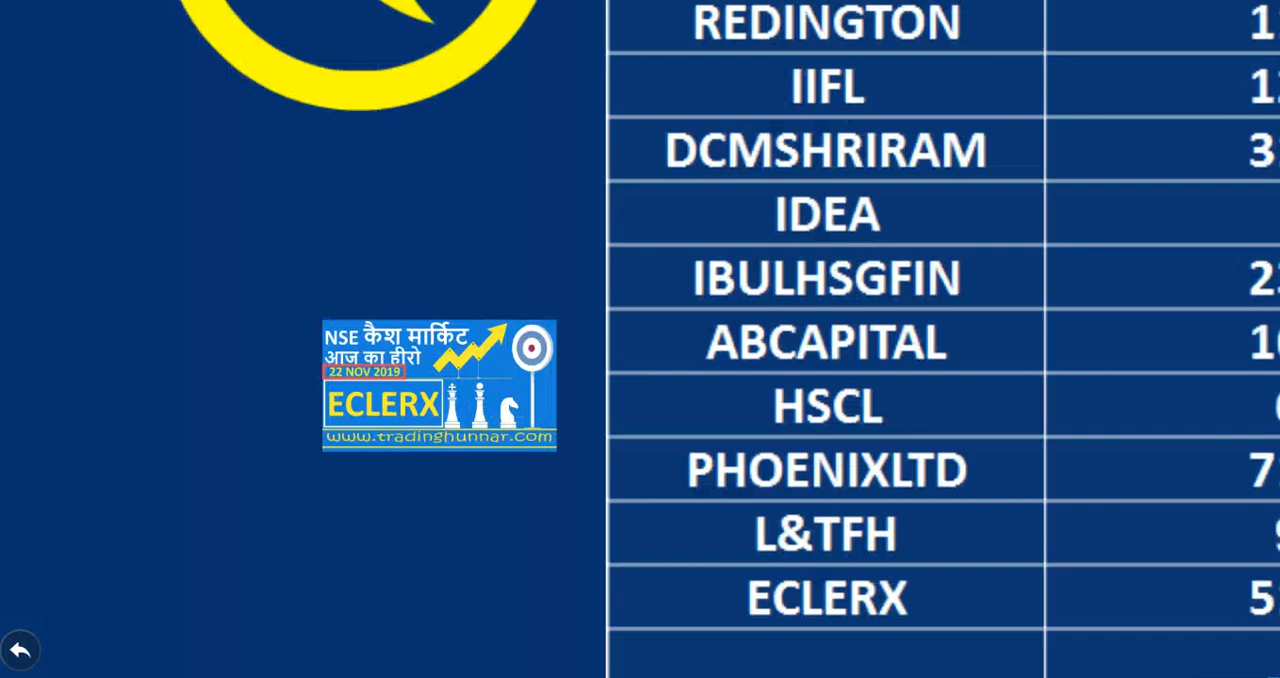 REDINGTON
IIFL
DCMSHRIRAM
IDEA
IBULHSGFIN
ABCAPITAL
HSCL
PHOENIXLTD
L&TFH
ECLERX
NSE कैश मार्किट
आज का हीरो
22 NOV 2019
ECLERX
www.tradinghunnar.com